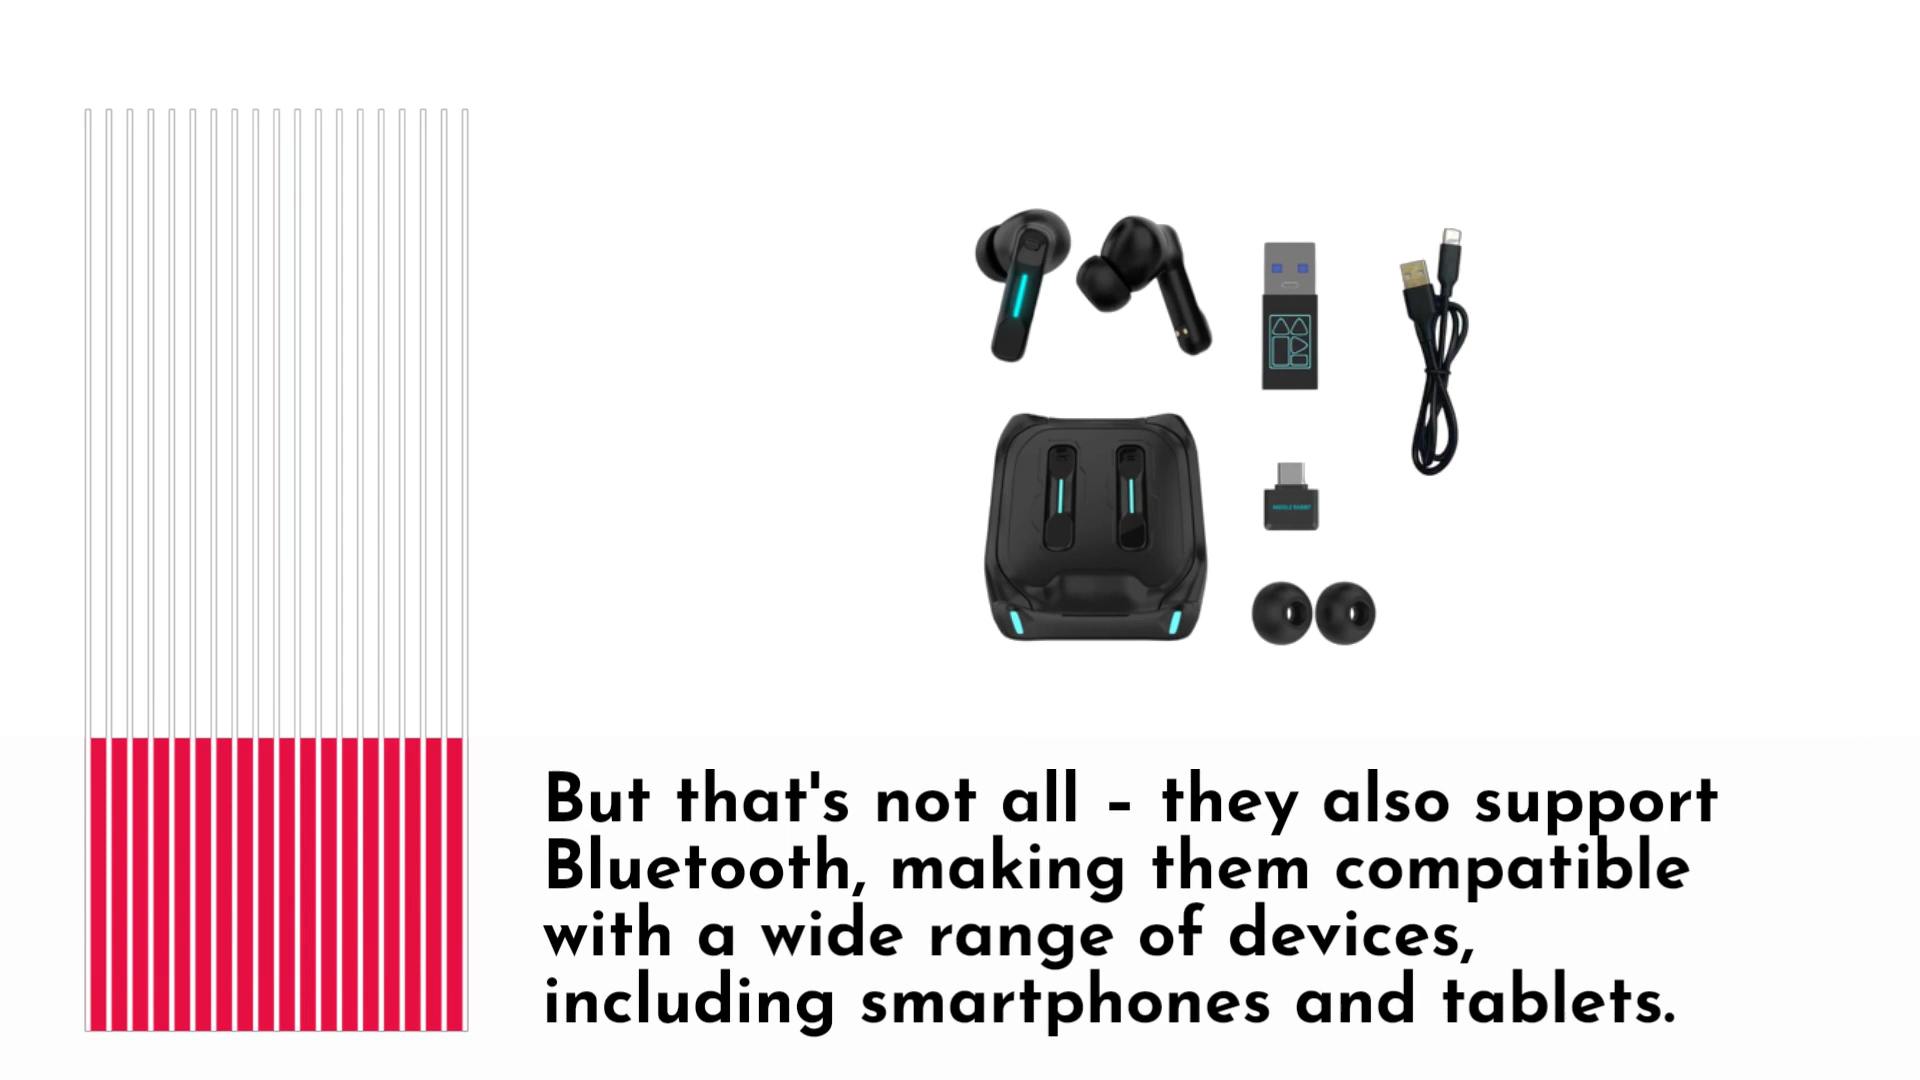 But that's not all – they also support
Bluetooth, making them compatible
with a wide range of devices,
including smartphones and tablets.